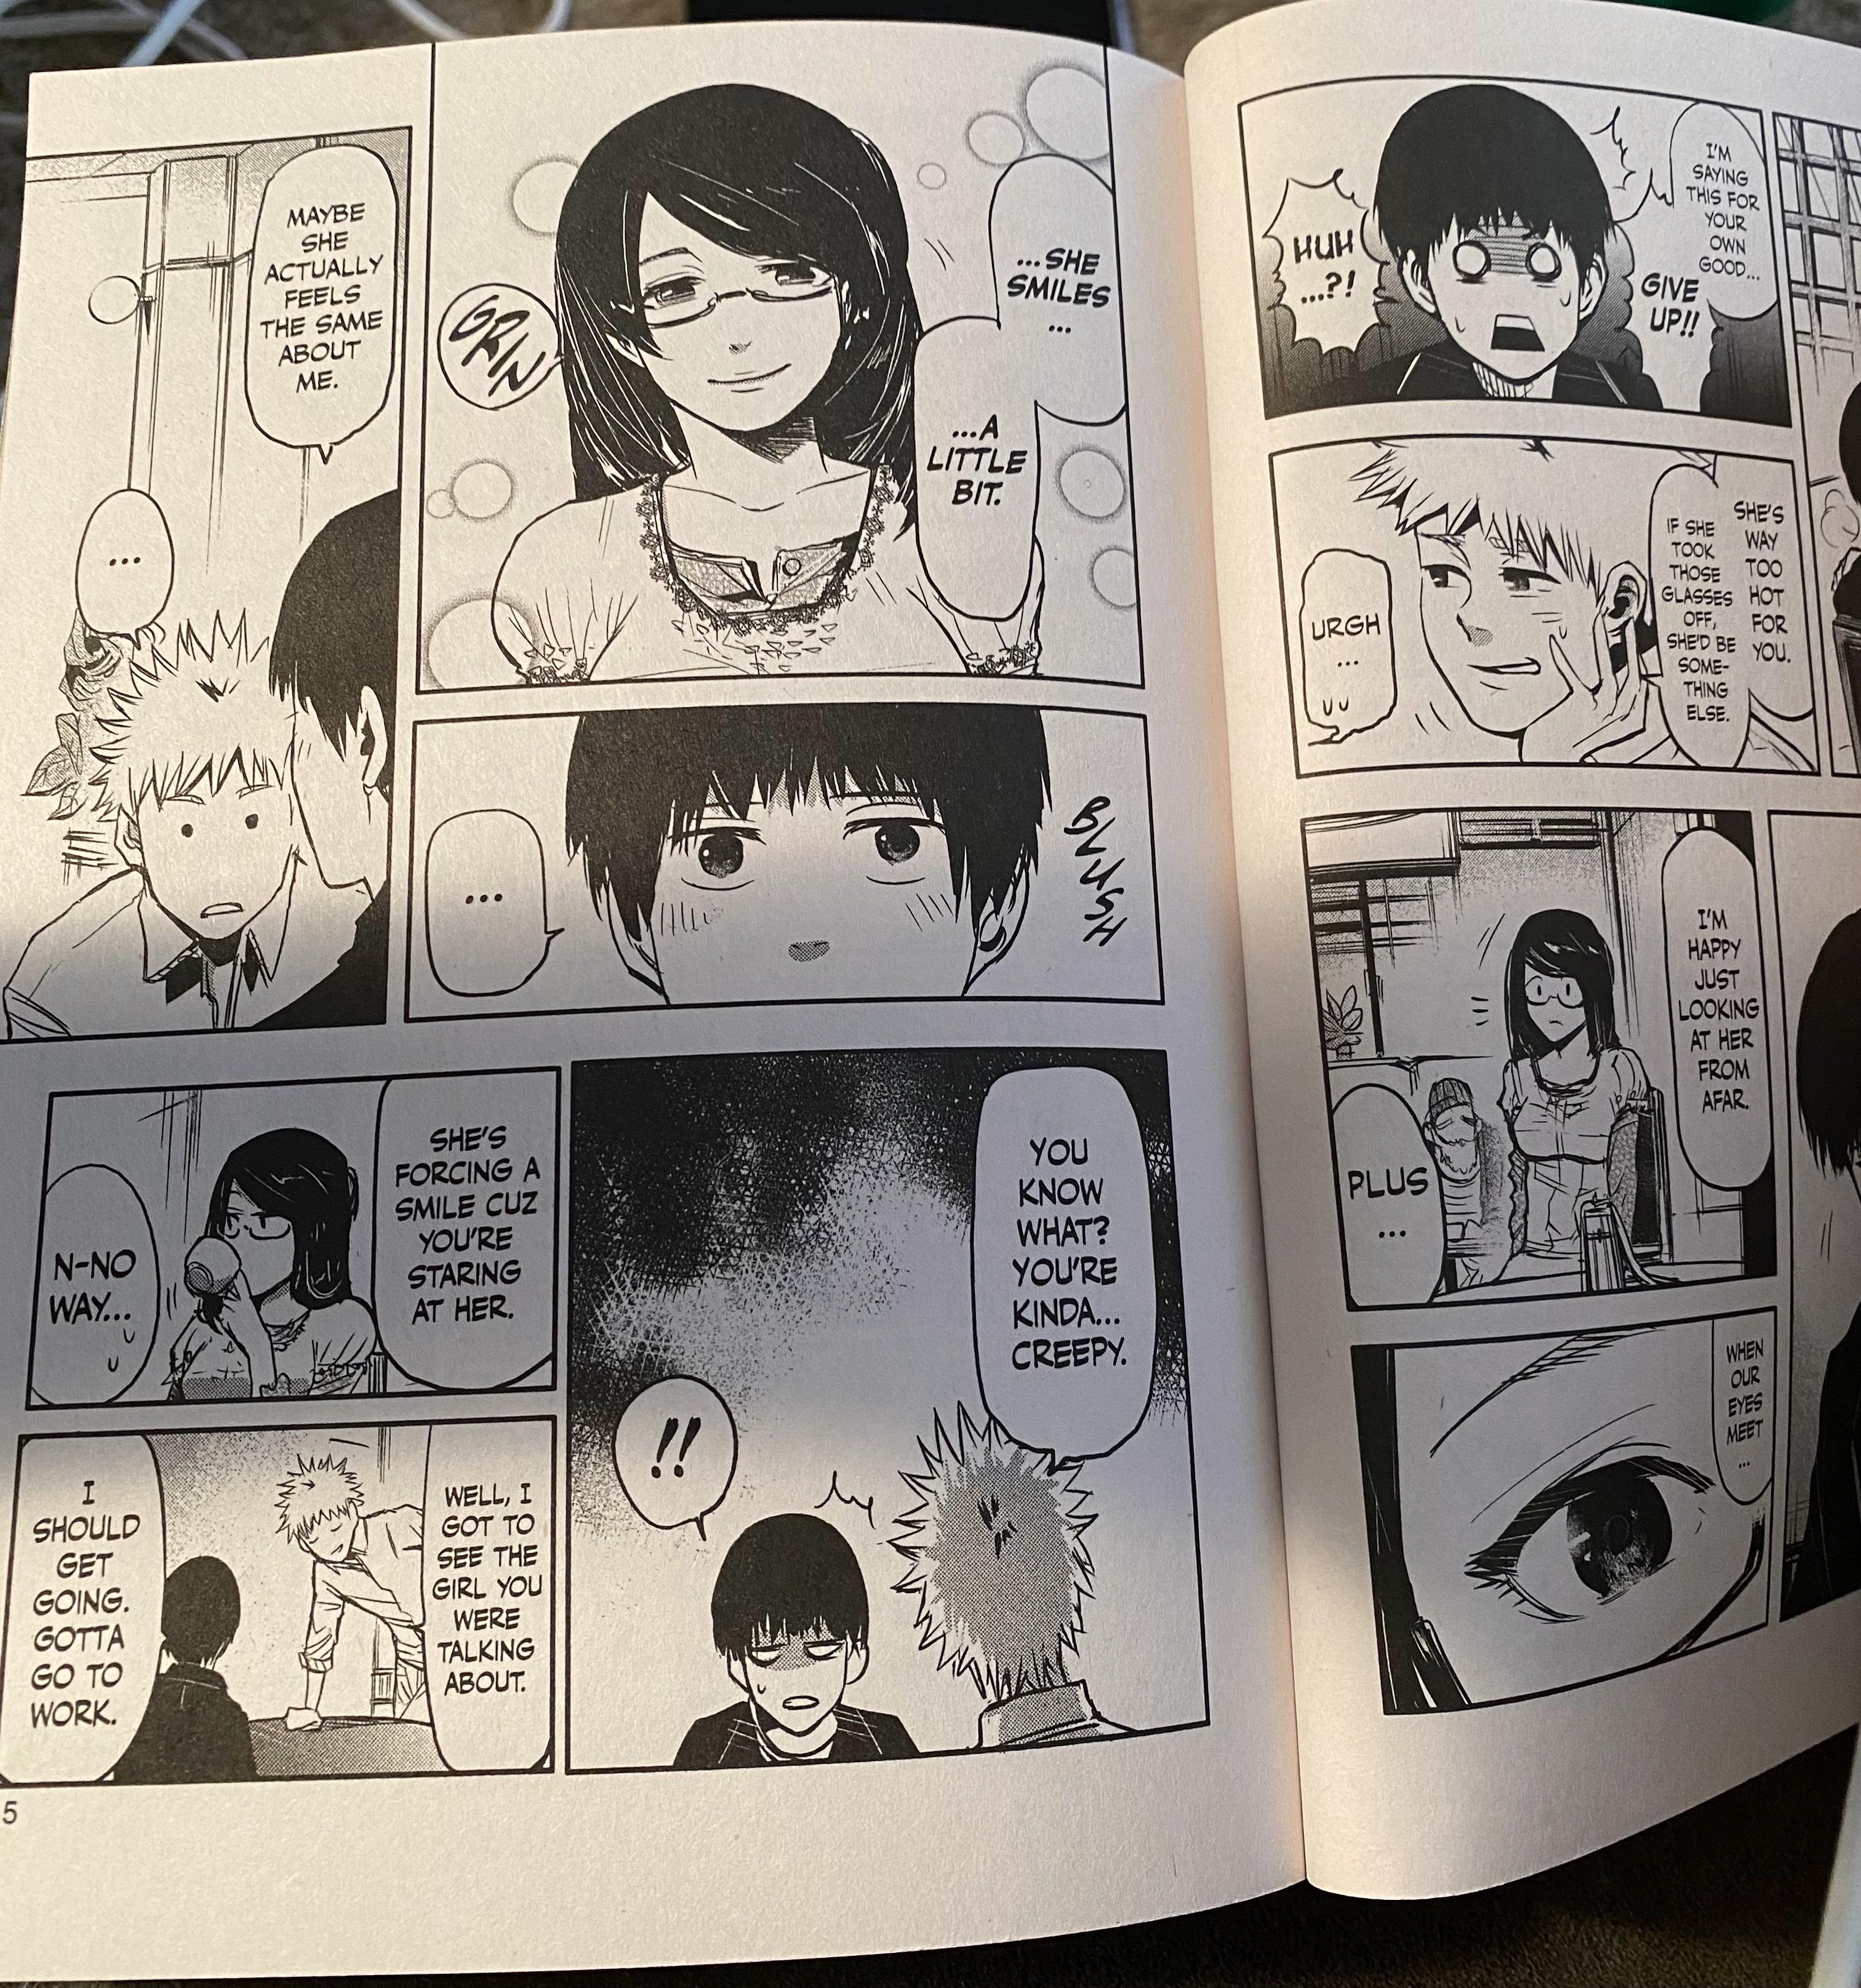 I'M
SAYING
THIS FOR
YOUR
OWN
GOOD...
GIVE
UP!!
HUH
...?!
SHE'S
WAY
TOO
HOT
FOR
YOU.
IF SHE
TOOK
THOSE
GLASSES
OFF,
SHE'D BE
SOME-
THING
ELSE.
URGH
...
I'M
HAPPY
JUST
LOOKING
AT HER
FROM
AFAR.
PLUS
...
WHEN
OUR
EYES
MEET
...
...SHE
SMILES
...
...A
LITTLE
BIT.
GRIN
BLUSH
...
MAYBE
SHE
ACTUALLY
FEELS
THE SAME
ABOUT
ME.
...
YOU
KNOW
WHAT?
YOU'RE
KINDA...
CREEPY.
!!
SHE'S
FORCING A
SMILE CUZ
YOU'RE
STARING
AT HER.
N-NO
WAY...
WELL, I
GOT TO
SEE THE
GIRL YOU
WERE
TALKING
ABOUT.
I
SHOULD
GET
GOING.
GOTTA
GO TO
WORK.
5